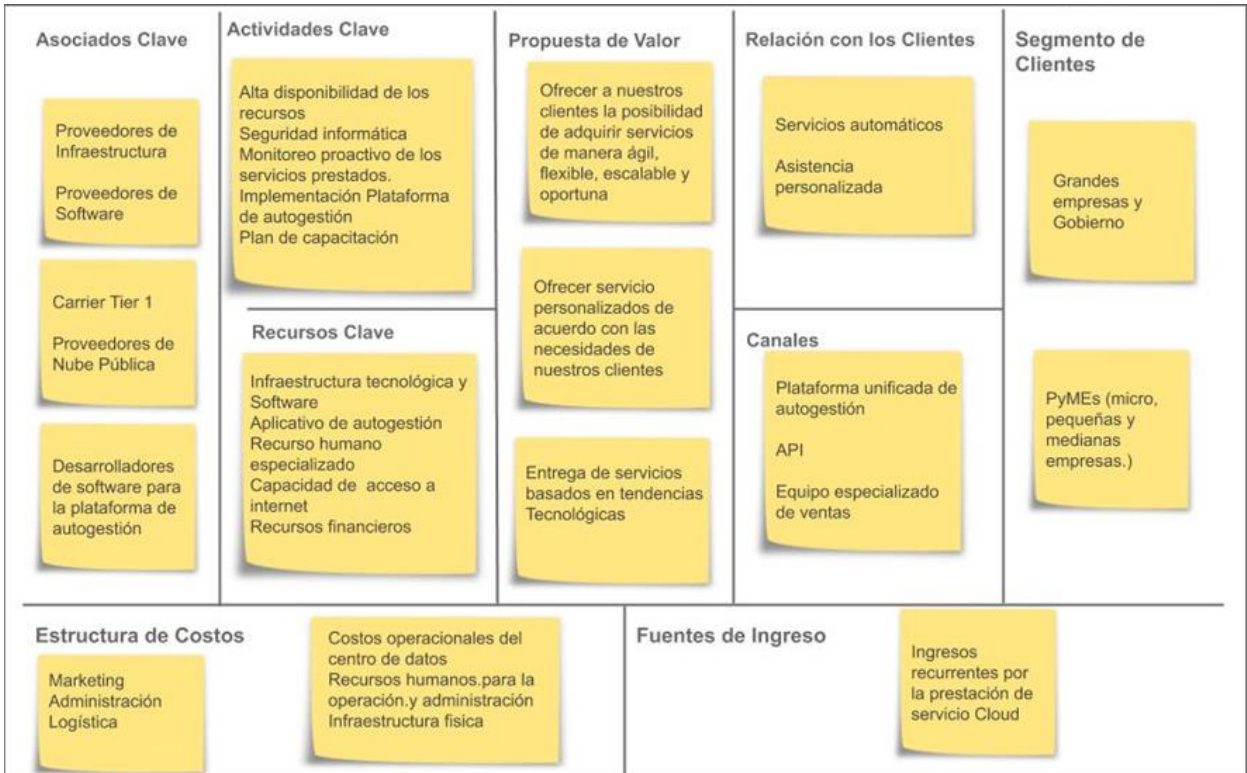 Asociados Clave
Proveedores de
Infraestructura
Proveedores de
Software
Carrier Tier 1
Proveedores de
Nube Pública
Desarrolladores
de software para
la plataforma de
autogestión
Actividades Clave
Alta disponibilidad de los
recursos
Seguridad informática
Monitoreo proactivo de los
servicios prestados.
Implementación Plataforma
de autogestión
Plan de capacitación
Recursos Clave
Infraestructura tecnológica y
Software
Aplicativo de autogestión
Recurso humano
especializado
Capacidad de acceso a
internet
Recursos financieros
Propuesta de Valor
Ofrecer a nuestros
clientes la posibilidad
de adquirir servicios
de manera ágil,
flexible, escalable y
oportuna
Ofrecer servicio
personalizados de
acuerdo con las
necesidades de
nuestros clientes
Entrega de servicios
basados en tendencias
Tecnológicas
Relación con los Clientes
Servicios automáticos
Asistencia
personalizada
Canales
Plataforma unificada de
autogestión
API
Equipo especializado
de ventas
Segmento de
Clientes
Grandes
empresas y
Gobierno
PyMEs (micro,
pequeñas y
medianas
empresas.)
Estructura de Costos
Marketing
Administración
Logística
Costos operacionales del
centro de datos
Recursos humanos.para la
operación.y administración
Infraestructura fisica
Fuentes de Ingreso
Ingresos
recurrentes por
la prestación de
servicio Cloud